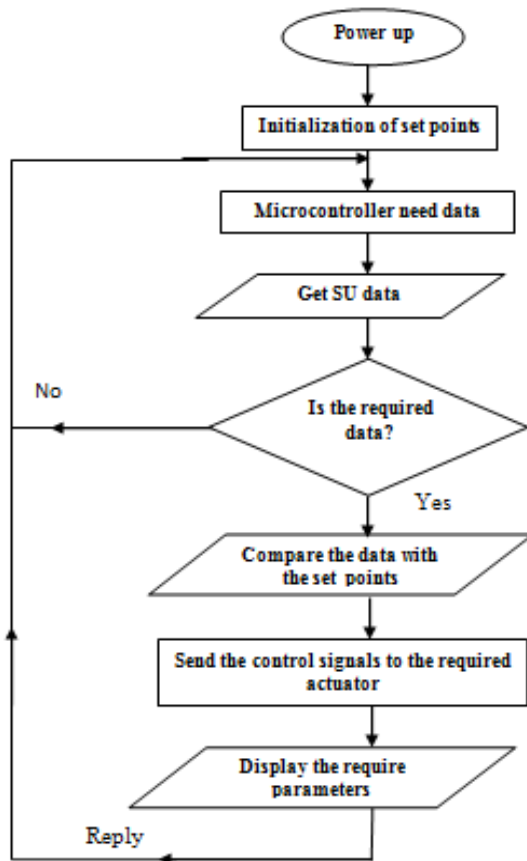 Power up
Initialization of set points
Microcontroller need data
Get SU data
No
Is the required
data?
Yes
Compare the data with
the set points
Send the control signals to the required
actuator
Display the require
parameters
Reply